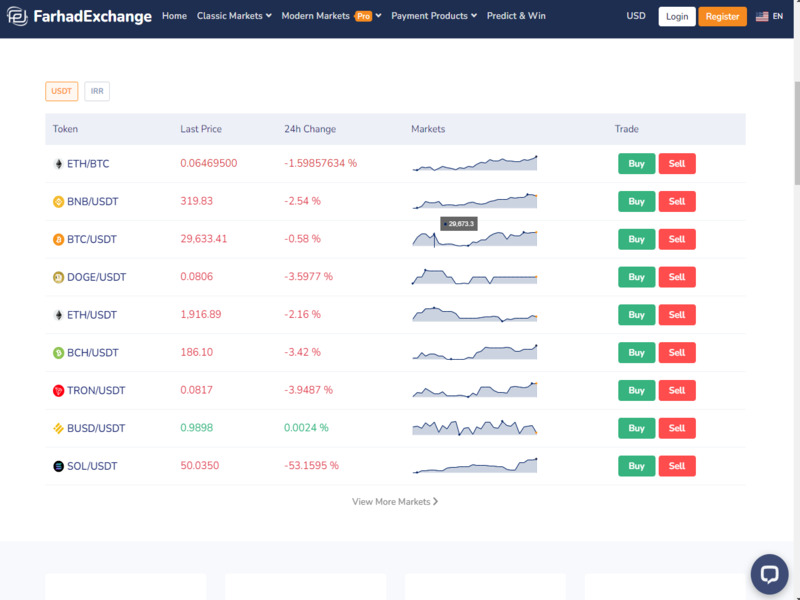 FarhadExchange Home Classic Markets Modern Markets Pro Payment Products Predict & Win USD Login Register EN
USDT IRR
Token Last Price 24h Change Markets Trade
ETH/BTC 0.06469500 -1.59857634 % Buy Sell
BNB/USDT 319.83 -2.54 % Buy Sell
29,673.3
BTC/USDT 29,633.41 -0.58 % Buy Sell
DOGE/USDT 0.0806 -3.5977 % Buy Sell
ETH/USDT 1,916.89 -2.16 % Buy Sell
BCH/USDT 186.10 -3.42 % Buy Sell
TRON/USDT 0.0817 -3.9487 % Buy Sell
BUSD/USDT 0.9898 0.0024 % Buy Sell
SOL/USDT 50.0350 -53.1595 % Buy Sell
View More Markets